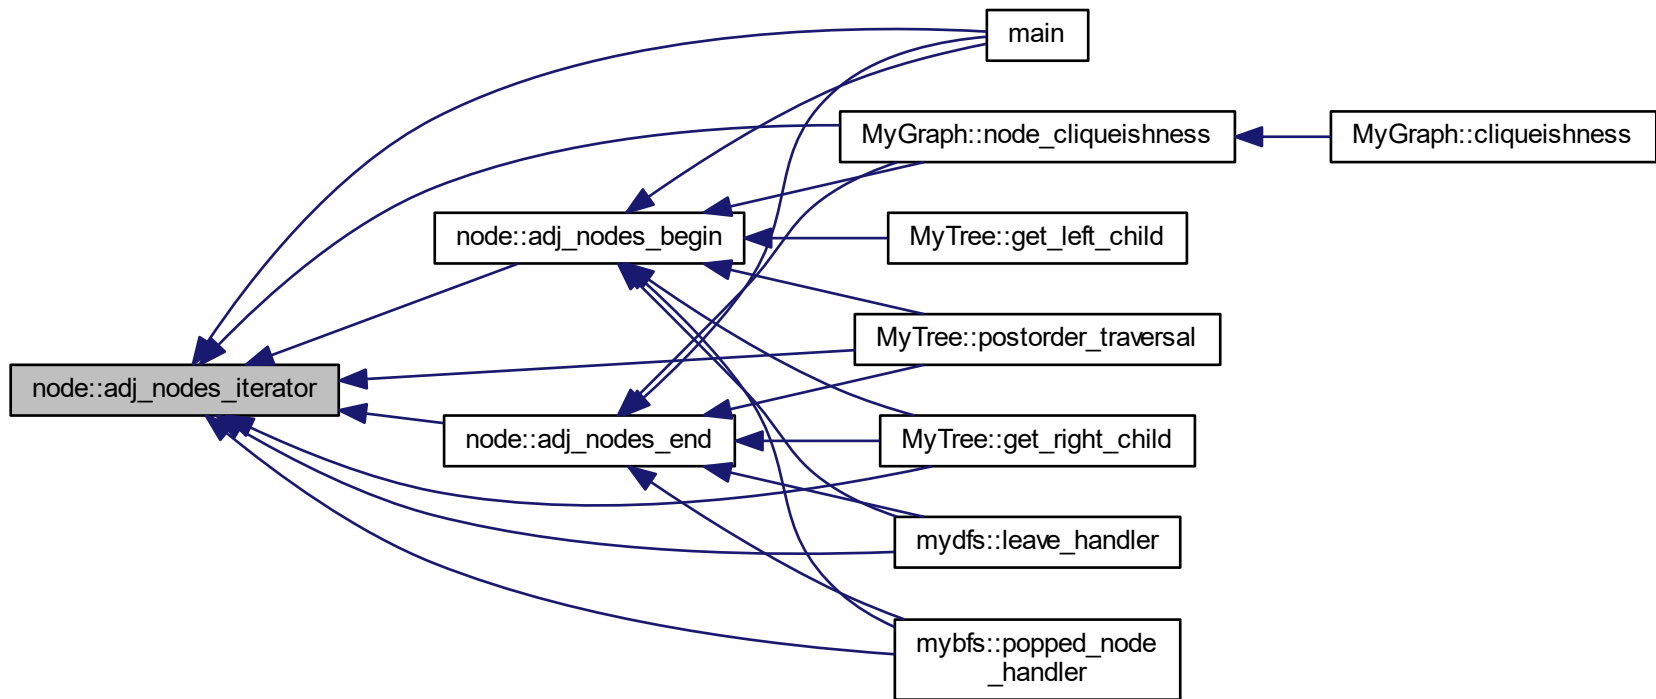 main
MyGraph::node_cliqueishness
MyGraph::cliqueishness
node::adj_nodes_begin
MyTree::get_left_child
MyTree::postorder_traversal
node::adj_nodes_iterator
node::adj_nodes_end
MyTree::get_right_child
mydfs::leave_handler
mybfs::popped_node
_handler